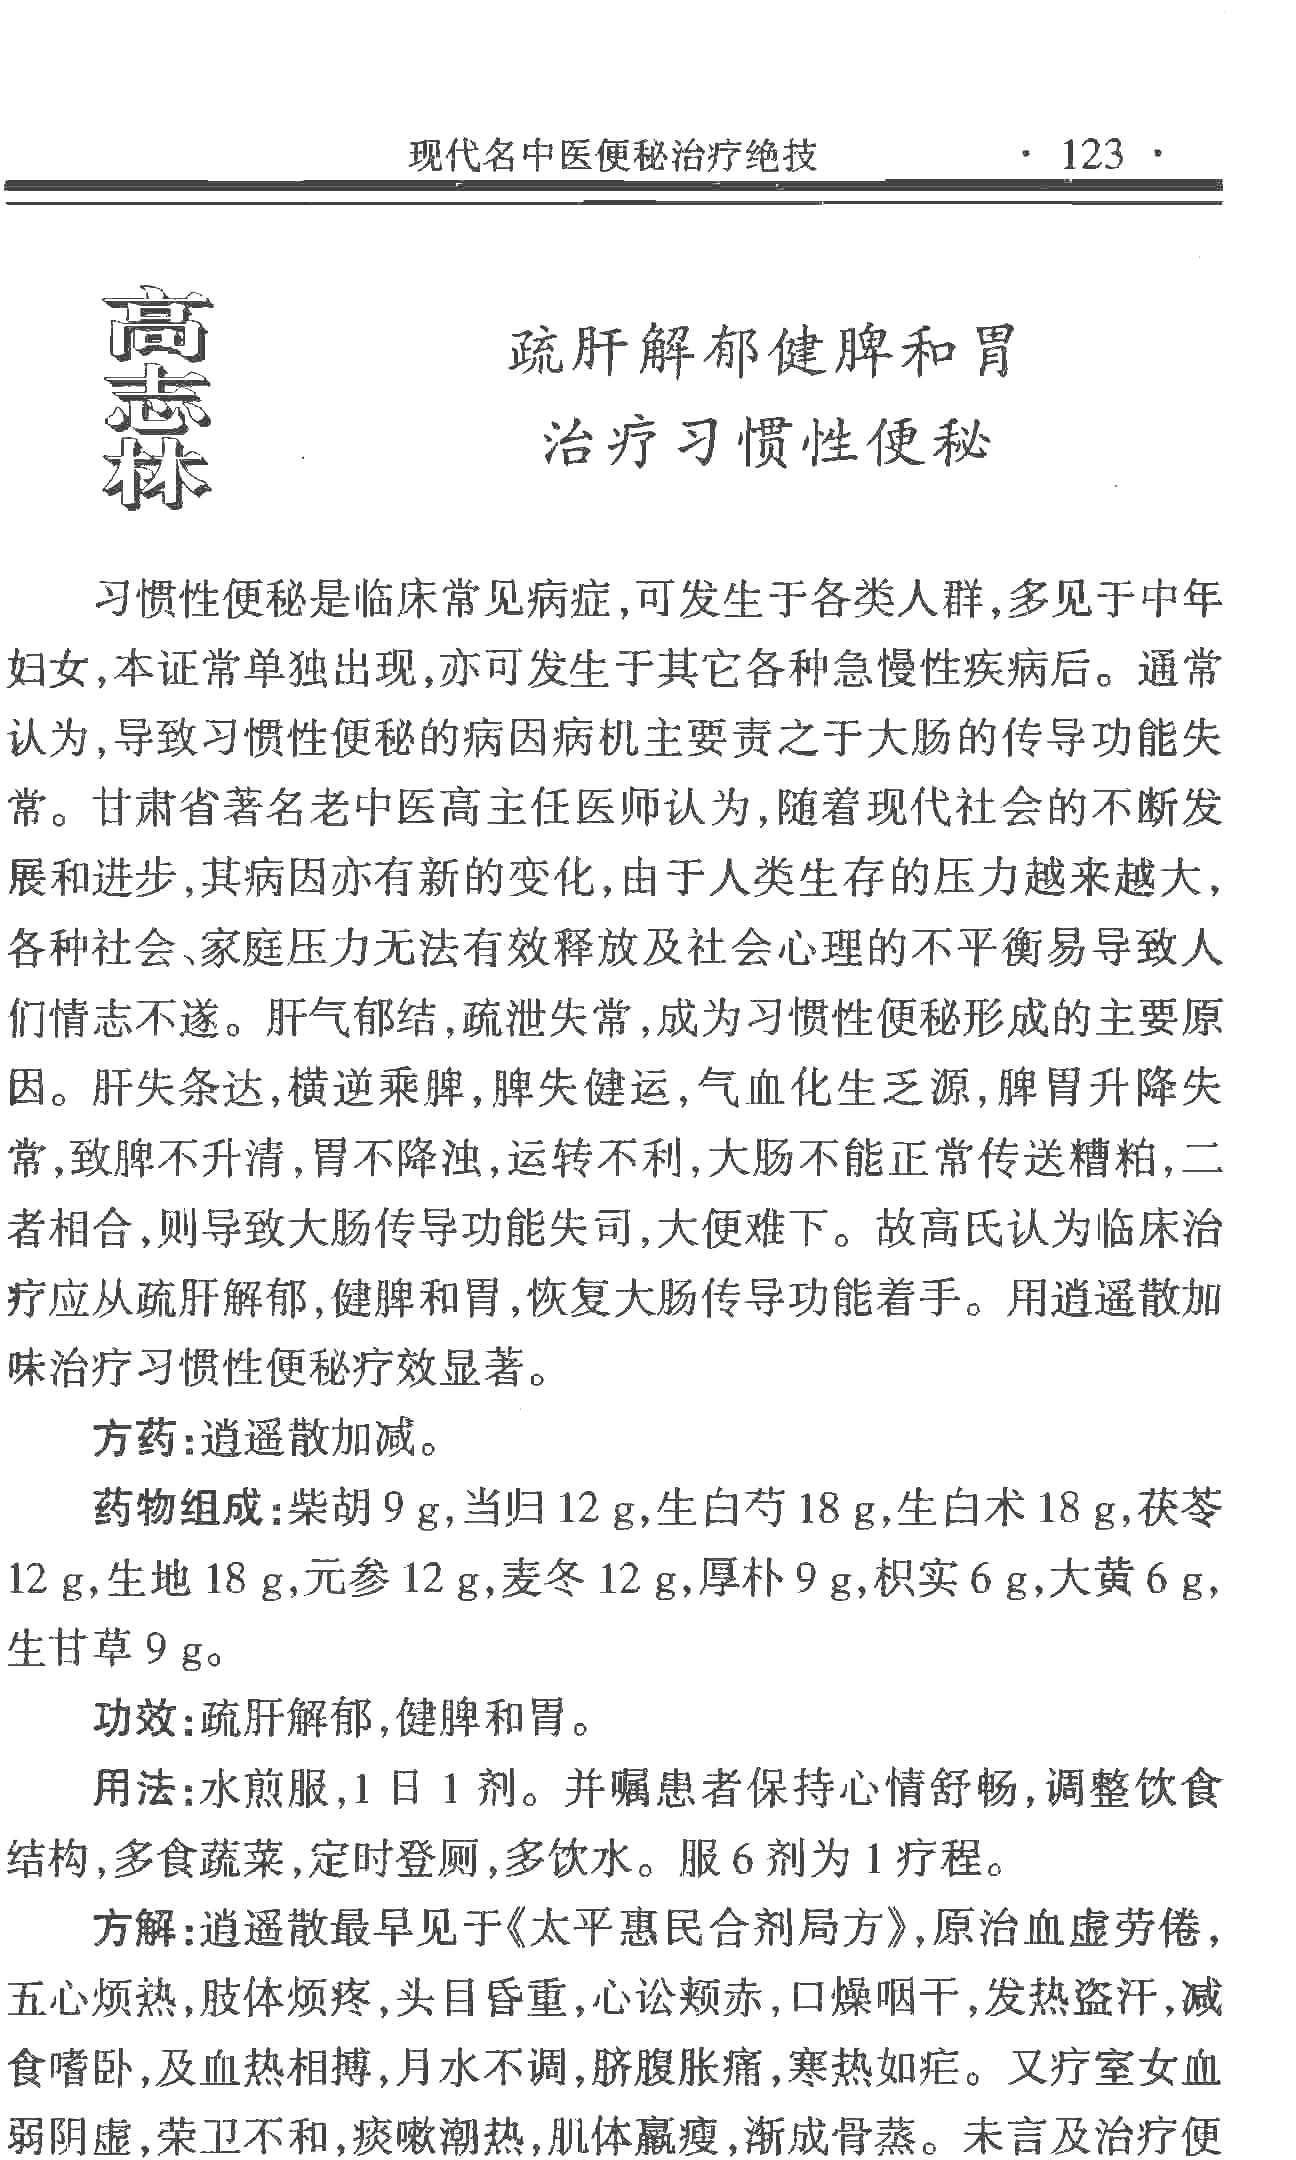 现代名中医便秘治疗绝技 · 123 ·
高志林
疏肝解郁健脾和胃
治疗习惯性便秘
习惯性便秘是临床常见病症,可发生于各类人群,多见于中年
妇女,本证常单独出现,亦可发生于其它各种急慢性疾病后。通常
认为,导致习惯性便秘的病因病机主要责之于大肠的传导功能失
常。甘肃省著名老中医高主任医师认为,随着现代社会的不断发
展和进步,其病因亦有新的变化,由于人类生存的压力越来越大,
各种社会、家庭压力无法有效释放及社会心理的不平衡易导致人
们情志不遂。肝气郁结,疏泄失常,成为习惯性便秘形成的主要原
因。肝失条达,横逆乘脾,脾失健运,气血化生乏源,脾胃升降失
常,致脾不升清,胃不降浊,运转不利,大肠不能正常传送糟粕,二
者相合,则导致大肠传导功能失司,大便难下。故高氏认为临床治
疗应从疏肝解郁,健脾和胃,恢复大肠传导功能着手。用逍遥散加
味治疗习惯性便秘疗效显著。
方药:逍遥散加减。
药物组成:柴胡 9 g,当归 12 g,生白芍 18 g,生白术 18 g,茯苓
12 g,生地 18 g,元参 12 g,麦冬 12 g,厚朴 9 g,枳实 6 g,大黄 6 g,
生甘草 9 g。
功效:疏肝解郁,健脾和胃。
用法:水煎服,1 日 1 剂。并嘱患者保持心情舒畅,调整饮食
结构,多食蔬菜,定时登厕,多饮水。服 6 剂为 1 疗程。
方解:逍遥散最早见于《太平惠民合剂局方》,原治血虚劳倦,
五心烦热,肢体烦疼,头目昏重,心讼颊赤,口燥咽干,发热盗汗,减
食嗜卧,及血热相搏,月水不调,脐腹胀痛,寒热如疟。又疗室女血
弱阴虚,荣卫不和,痰嗽潮热,肌体羸瘦,渐成骨蒸。未言及治疗便